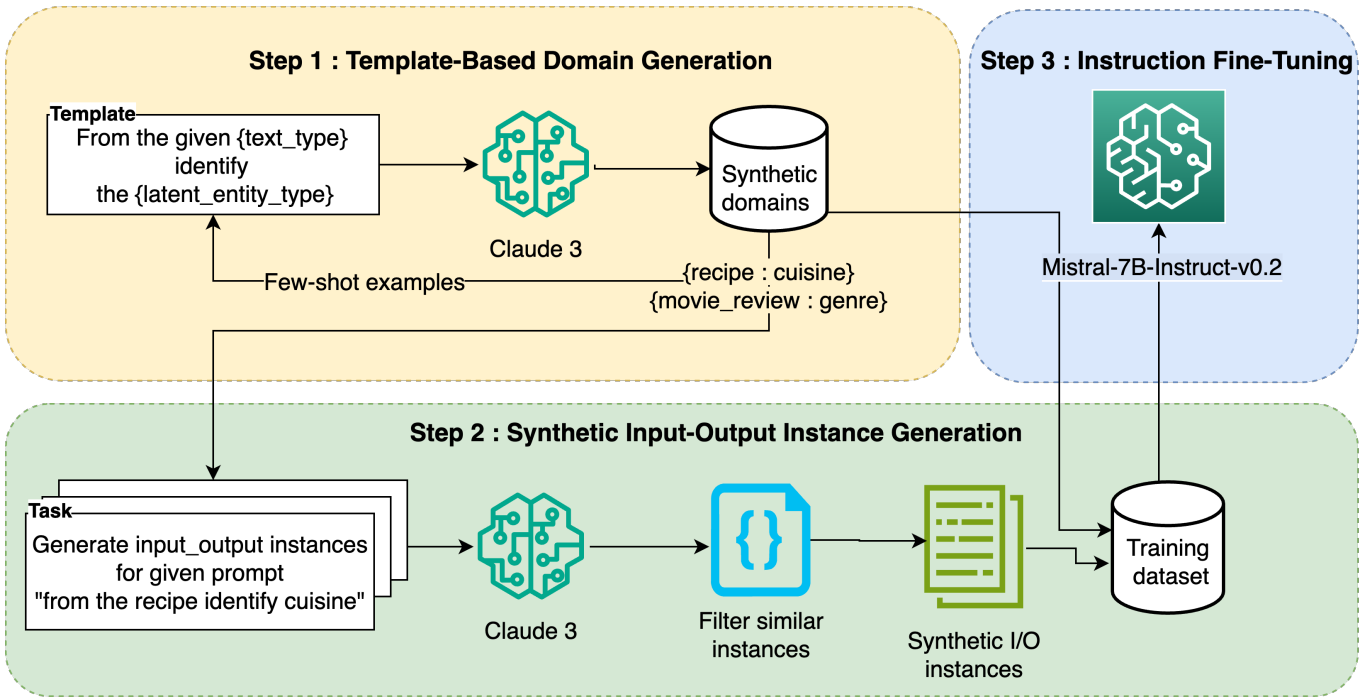 Step 1 : Template-Based Domain Generation
Template
From the given {text_type}
identify
the {latent_entity_type}
Claude 3
Synthetic
domains
Few-shot examples
{recipe : cuisine}
{movie_review : genre}
Step 3 : Instruction Fine-Tuning
Mistral-7B-Instruct-v0.2
Step 2 : Synthetic Input-Output Instance Generation
Task
Generate input_output instances
for given prompt
"from the recipe identify cuisine"
Claude 3
{ }
Filter similar
instances
Synthetic I/O
instances
Training
dataset